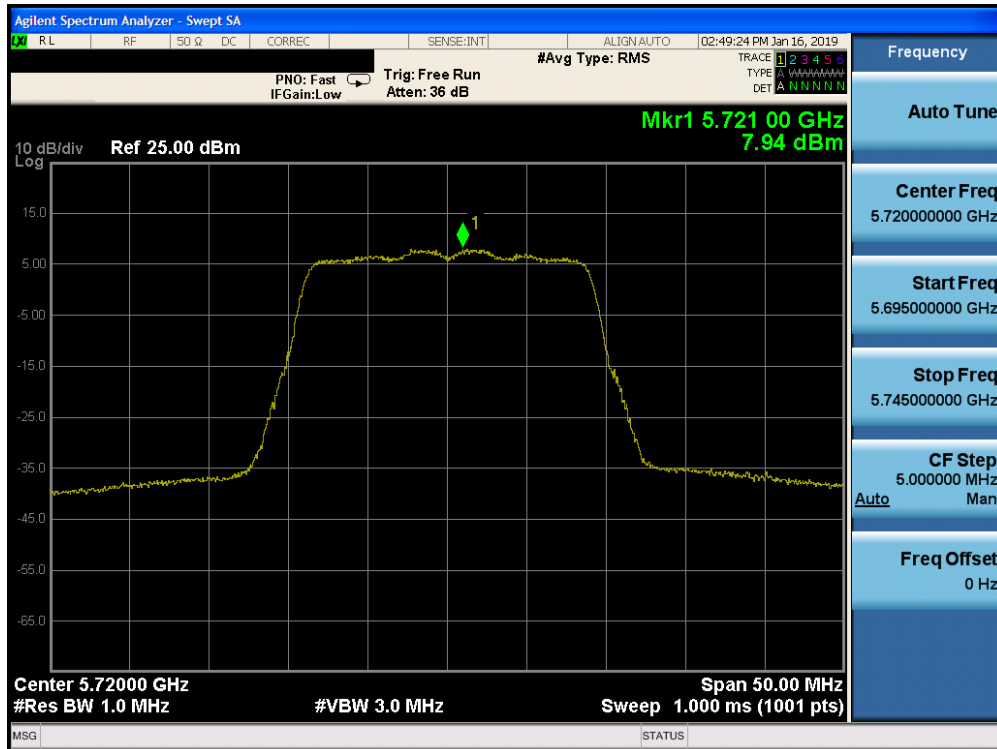 Agilent Spectrum Analyzer - Swept SA
LXI RL RF 50 Ω DC CORREC SENSE:INT ALIGN AUTO 02:49:24 PM Jan 16, 2019
#Avg Type: RMS
TRACE 1 2 3 4 5 6
PNO: Fast Trig: Free Run
TYPE A WWWWW
IFGain:Low Atten: 36 dB
DET A N N N N N
Mkr1 5.721 00 GHz
7.94 dBm
10 dB/div Ref 25.00 dBm
Log
15.0
5.00
-5.00
-15.0
-25.0
-35.0
-45.0
-55.0
-65.0
1
Center 5.72000 GHz Span 50.00 MHz
#Res BW 1.0 MHz #VBW 3.0 MHz Sweep 1.000 ms (1001 pts)
MSG STATUS
Frequency
Auto Tune
Center Freq
5.720000000 GHz
Start Freq
5.695000000 GHz
Stop Freq
5.745000000 GHz
CF Step
5.000000 MHz
Auto Man
Freq Offset
0 Hz